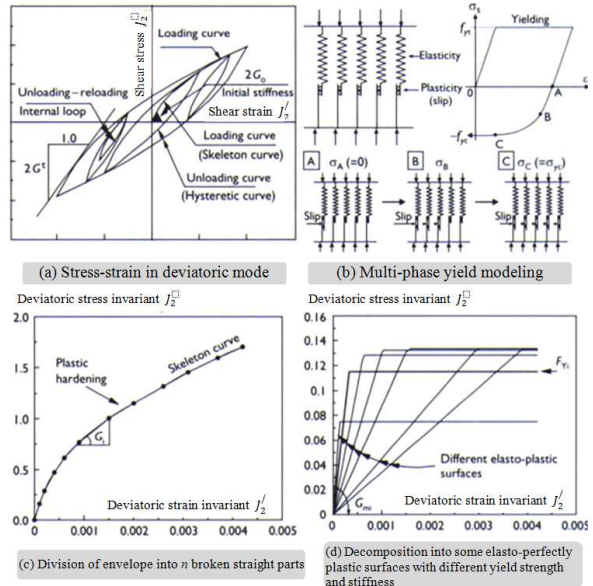 Shear stress J₂
Loading curve
2G₀
Initial stiffness
Unloading-reloading
Internal loop
Shear strain J₂′
Loading curve
(Skeleton curve)
1.0
2Gᵗ
Unloading curve
(Hysteretic curve)
(a) Stress-strain in deviatoric mode
σs
fyt
Yielding
Elasticity
Plasticity
(slip)
0
A
ε
B
-fyc
C
A σA (=0)
B σB
C σC (=σyc)
Slip
Slip
Slip
(b) Multi-phase yield modeling
Deviatoric stress invariant J₂
2.0
1.5
1.0
0.5
0.0
Skeleton curve
Plastic
hardening
Gi
Deviatoric strain invariant J₂′
0 0.001 0.002 0.003 0.004 0.005
(c) Division of envelope into n broken straight parts
Deviatoric stress invariant J₂
0.16
0.14
0.12
0.1
0.08
0.06
0.04
0.02
0
FYi
Different elasto-plastic
surfaces
Gmi
Deviatoric strain invariant J₂′
0 0.001 0.002 0.003 0.004 0.005
(d) Decomposition into some elasto-perfectly
plastic surfaces with different yield strength
and stiffness